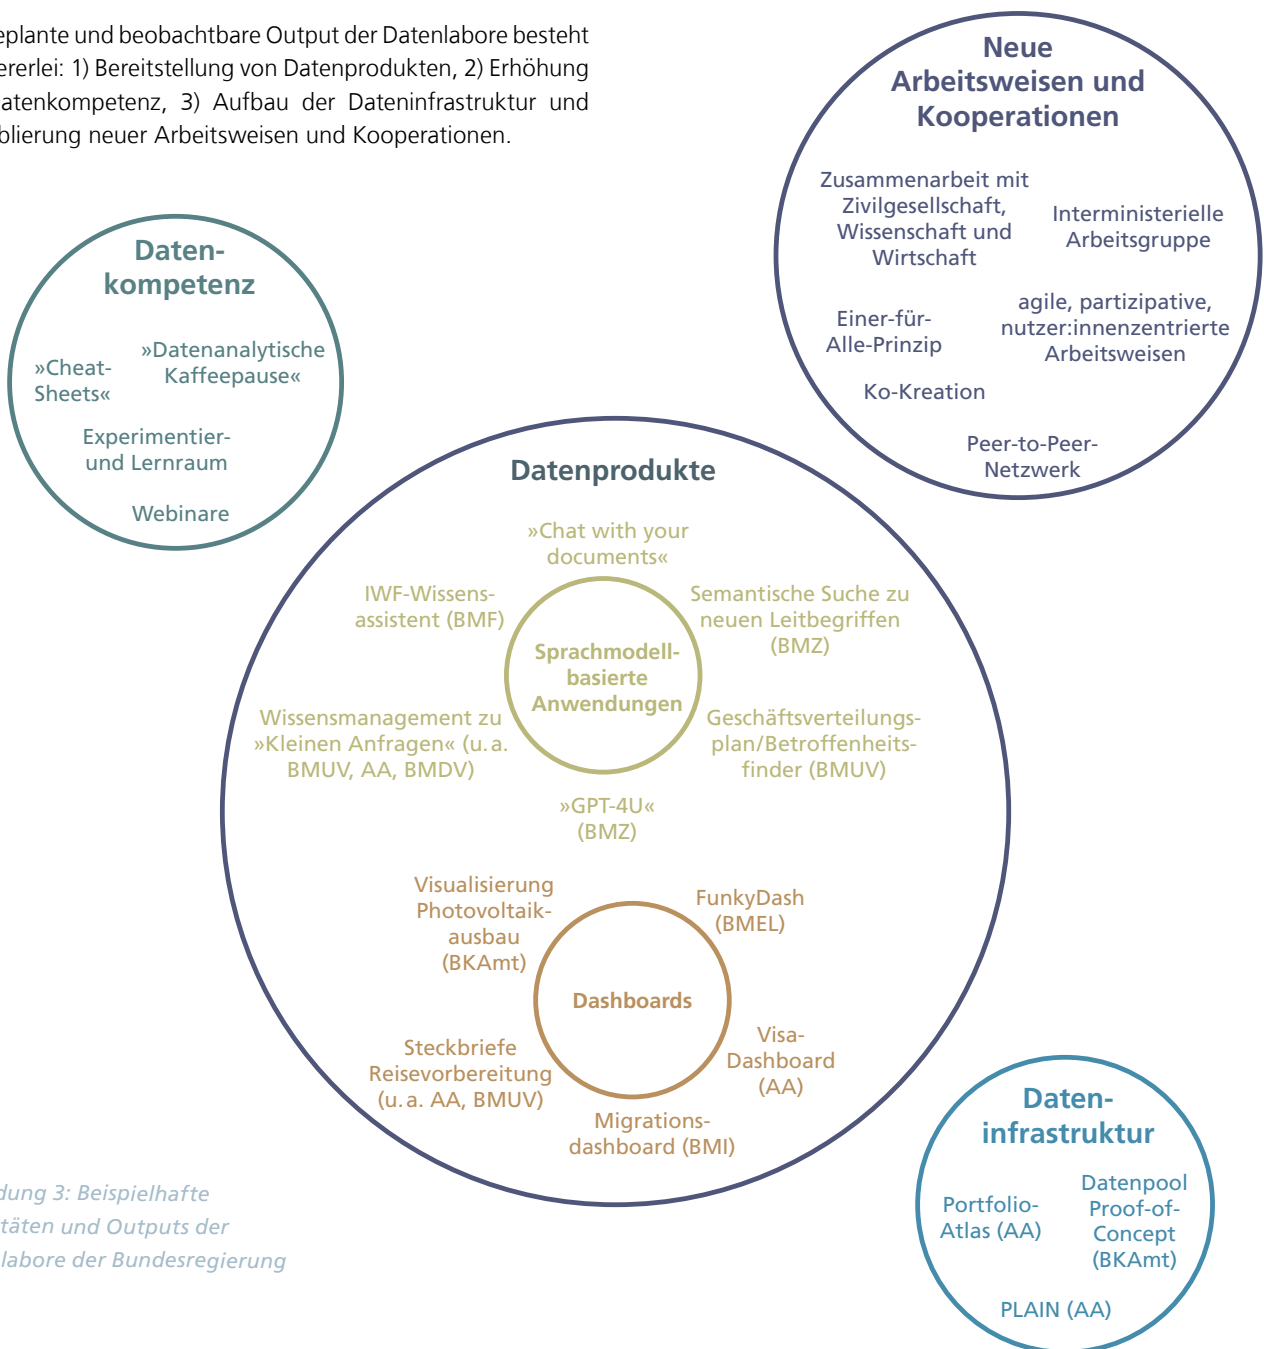 eplante und beobachtbare Output der Datenlabore besteht
ererlei: 1) Bereitstellung von Datenprodukten, 2) Erhöhung
atenkompetenz, 3) Aufbau der Dateninfrastruktur und
blierung neuer Arbeitsweisen und Kooperationen.
Neue
Arbeitsweisen und
Kooperationen
Zusammenarbeit mit
Zivilgesellschaft,
Wissenschaft und
Wirtschaft
Interministerielle
Arbeitsgruppe
Einer-für-
Alle-Prinzip
agile, partizipative,
nutzer:innenzentrierte
Arbeitsweisen
Ko-Kreation
Peer-to-Peer-
Netzwerk
Daten-
kompetenz
»Cheat-
Sheets«
»Datenanalytische
Kaffeepause«
Experimentier-
und Lernraum
Webinare
Datenprodukte
»Chat with your
documents«
IWF-Wissens-
assistent (BMF)
Semantische Suche zu
neuen Leitbegriffen
(BMZ)
Sprachmodell-
basierte
Anwendungen
Wissensmanagement zu
»Kleinen Anfragen« (u. a.
BMUV, AA, BMDV)
Geschäftsverteilungs-
plan/Betroffenheits-
finder (BMUV)
»GPT-4U«
(BMZ)
Visualisierung
Photovoltaik-
ausbau
(BKAmt)
FunkyDash
(BMEL)
Dashboards
Steckbriefe
Reisevorbereitung
(u. a. AA, BMUV)
Visa-
Dashboard
(AA)
Migrations-
dashboard (BMI)
Daten-
infrastruktur
Portfolio-
Atlas (AA)
Datenpool
Proof-of-
Concept
(BKAmt)
PLAIN (AA)
dung 3: Beispielhafte
täten und Outputs der
labore der Bundesregierung